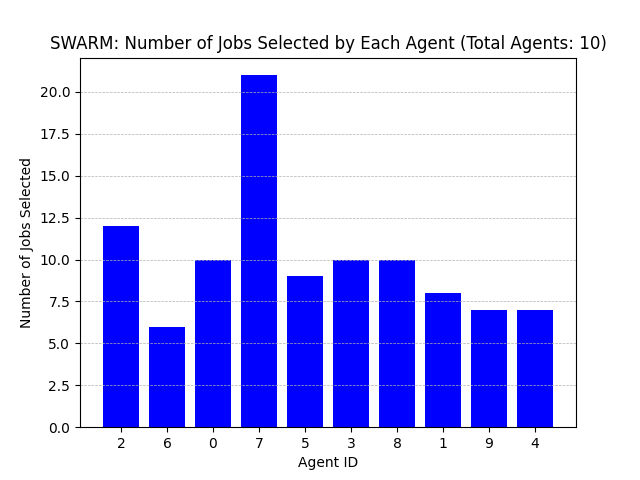 SWARM: Number of Jobs Selected by Each Agent (Total Agents: 10)
Number of Jobs Selected
20.0
17.5
15.0
12.5
10.0
7.5
5.0
2.5
0.0
2 6 0 7 5 3 8 1 9 4
Agent ID